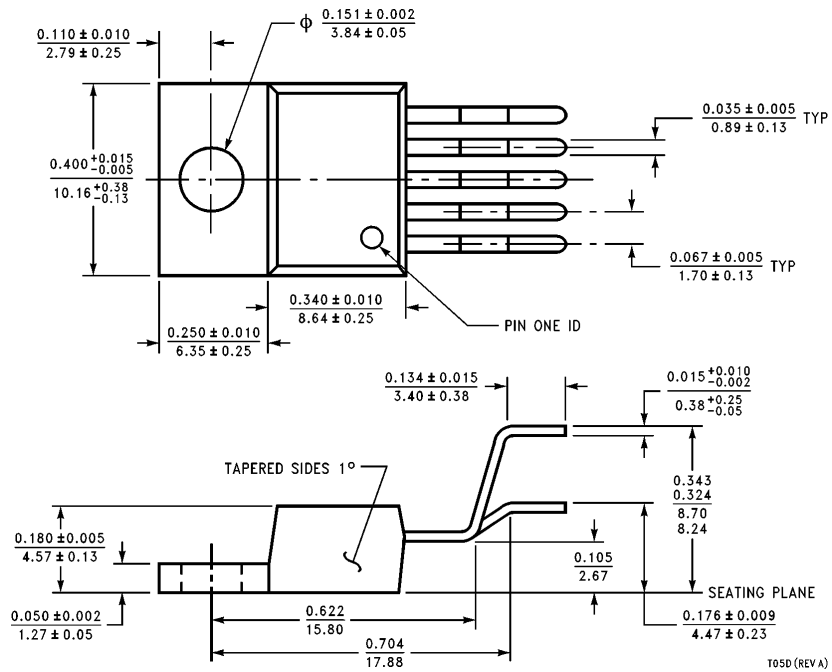 ϕ 0.151 ± 0.002
3.84 ± 0.05
0.110 ± 0.010
2.79 ± 0.25
0.035 ± 0.005 TYP
0.89 ± 0.13
0.400 +0.015 -0.005
10.16 +0.38 -0.13
0.067 ± 0.005 TYP
1.70 ± 0.13
0.340 ± 0.010
8.64 ± 0.25
PIN ONE ID
0.250 ± 0.010
6.35 ± 0.25
0.134 ± 0.015
3.40 ± 0.38
0.015 +0.010 -0.002
0.38 +0.25 -0.05
TAPERED SIDES 1°
0.343
0.324
8.70
8.24
0.180 ± 0.005
4.57 ± 0.13
0.105
2.67
SEATING PLANE
0.050 ± 0.002
1.27 ± 0.05
0.622
15.80
0.176 ± 0.009
4.47 ± 0.23
0.704
17.88
T05D (REV A)